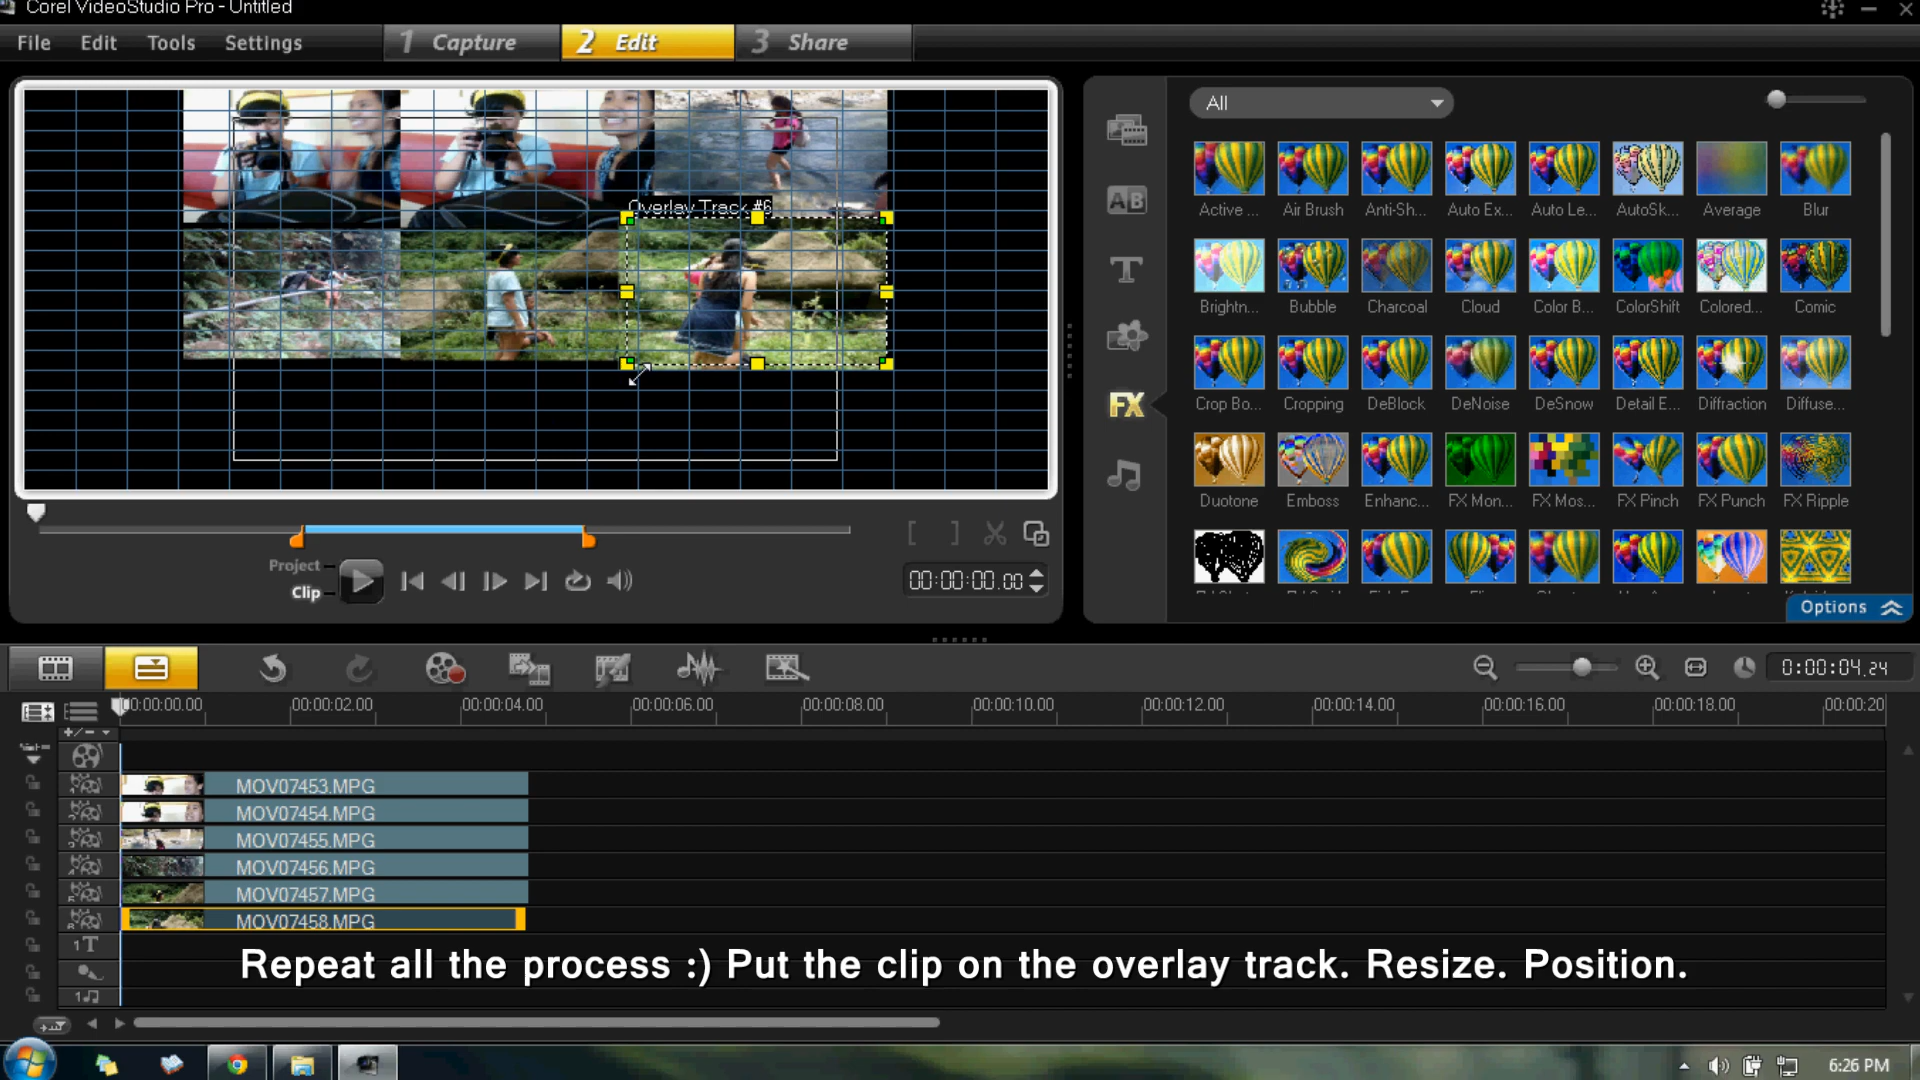 Corel VideoStudio Pro - Untitled
File Edit Tools Settings 1 Capture 2 Edit 3 Share
All
Overlay Track #6
Active ... Air Brush Anti-Sh... Auto Ex... Auto Le... AutoSk... Average Blur
Brightn... Bubble Charcoal Cloud Color B... ColorShift Colored... Comic
Crop Bo... Cropping DeBlock DeNoise DeSnow Detail E... Diffraction Diffuse...
Duotone Emboss Enhanc... FX Mon... FX Mos... FX Pinch FX Punch FX Ripple
AB
T
FX
Project
Clip
00:00:00.00
Options
0:00:04.24
00:00:00.00 00:00:02.00 00:00:04.00 00:00:06.00 00:00:08.00 00:00:10.00 00:00:12.00 00:00:14.00 00:00:16.00 00:00:18.00 00:00:20
MOV07453.MPG
MOV07454.MPG
MOV07455.MPG
MOV07456.MPG
MOV07457.MPG
MOV07458.MPG
1T
Repeat all the process :) Put the clip on the overlay track. Resize. Position.
6:26 PM